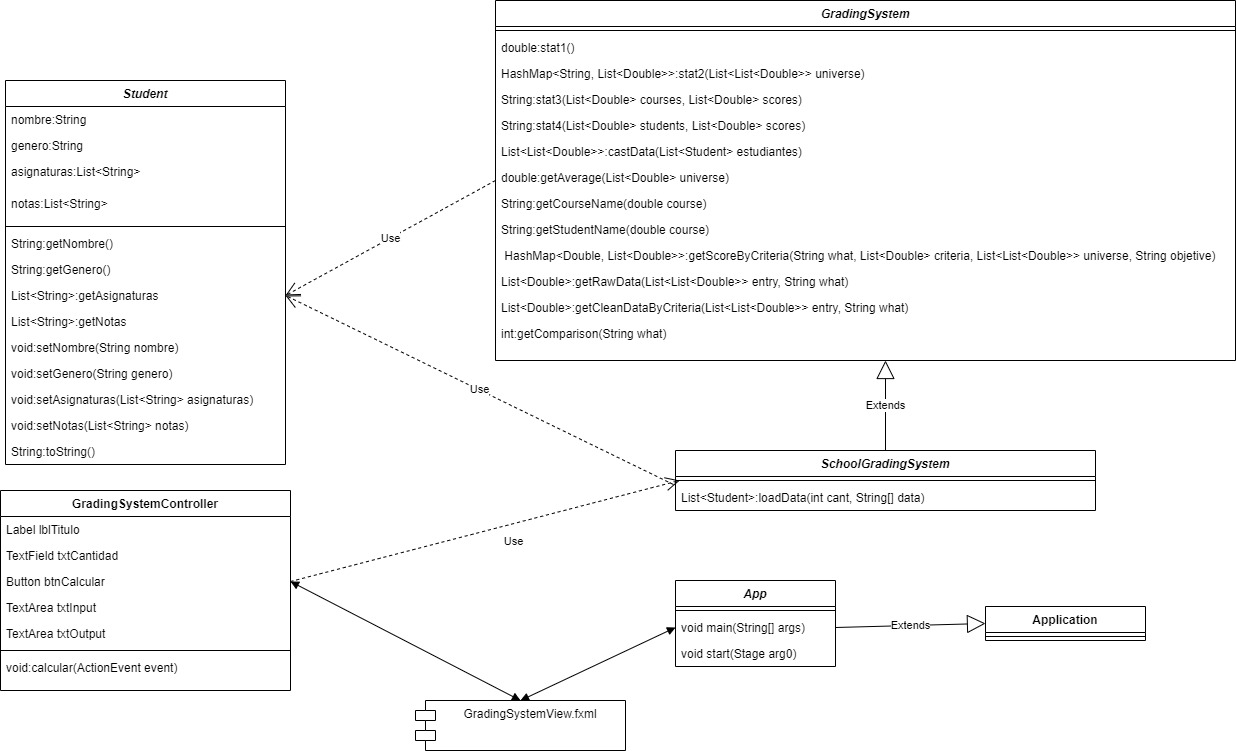 GradingSystem
double:stat1()
HashMap<String, List<Double>>:stat2(List<List<Double>> universe)
String:stat3(List<Double> courses, List<Double> scores)
String:stat4(List<Double> students, List<Double> scores)
List<List<Double>>:castData(List<Student> estudiantes)
double:getAverage(List<Double> universe)
String:getCourseName(double course)
String:getStudentName(double course)
HashMap<Double, List<Double>>:getScoreByCriteria(String what, List<Double> criteria, List<List<Double>> universe, String objetive)
List<Double>:getRawData(List<List<Double>> entry, String what)
List<Double>:getCleanDataByCriteria(List<List<Double>> entry, String what)
int:getComparison(String what)
Student
nombre:String
genero:String
asignaturas:List<String>
notas:List<String>
String:getNombre()
String:getGenero()
List<String>:getAsignaturas
List<String>:getNotas
void:setNombre(String nombre)
void:setGenero(String genero)
void:setAsignaturas(List<String> asignaturas)
void:setNotas(List<String> notas)
String:toString()
Use
Use
Extends
SchoolGradingSystem
List<Student>:loadData(int cant, String[] data)
GradingSystemController
Label lblTitulo
TextField txtCantidad
Button btnCalcular
TextArea txtInput
TextArea txtOutput
void:calcular(ActionEvent event)
Use
App
void main(String[] args)
void start(Stage arg0)
Extends
Application
GradingSystemView.fxml